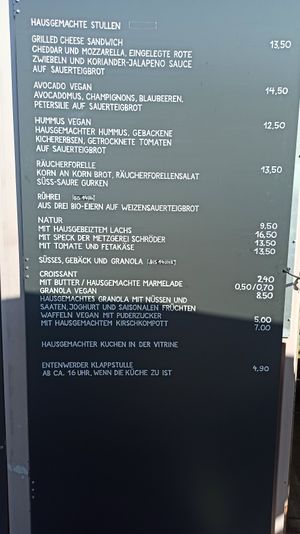 HAUSGEMACHTE STULLEN
GRILLED CHEESE SANDWICH 13,50
CHEDDAR UND MOZZARELLA, EINGELEGTE ROTE
ZWIEBELN UND KORIANDER-JALAPENO SAUCE
AUF SAUERTEIGBROT
AVOCADO VEGAN 14,50
AVOCADOMUS, CHAMPIGNONS, BLAUBEEREN,
PETERSILIE AUF SAUERTEIGBROT
HUMMUS VEGAN 12,50
HAUSGEMACHTER HUMMUS, GEBACKENE
KICHERERBSEN, GETROCKNETE TOMATEN
AUF SAUERTEIGBROT
RÄUCHERFORELLE 13,50
KORN AN KORN BROT, RÄUCHERFORELLENSALAT
SÜSS-SAURE GURKEN
RÜHREI
AUS DREI BIO-EIERN AUF WEIZENSAUERTEIGBROT
NATUR 9,50
MIT HAUSGEBEIZTEM LACHS 16,50
MIT SPECK DER METZGEREI SCHRÖDER 13,50
MIT TOMATE UND FETAKÄSE 13,50
SÜSSES, GEBÄCK UND GRANOLA
CROISSANT 2,40
MIT BUTTER / HAUSGEMACHTE MARMELADE 0,50/0,70
GRANOLA VEGAN 8,50
HAUSGEMACHTES GRANOLA MIT NÜSSEN UND
SAATEN, JOGHURT UND SAISONALEN FRÜCHTEN
WAFFELN VEGAN MIT PUDERZUCKER 5,00
MIT HAUSGEMACHTEM KIRSCHKOMPOTT 7,00
HAUSGEMACHTER KUCHEN IN DER VITRINE
ENTENWERDER KLAPPSTULLE 4,90
AB CA. 16 UHR, WENN DIE KÜCHE ZU IST